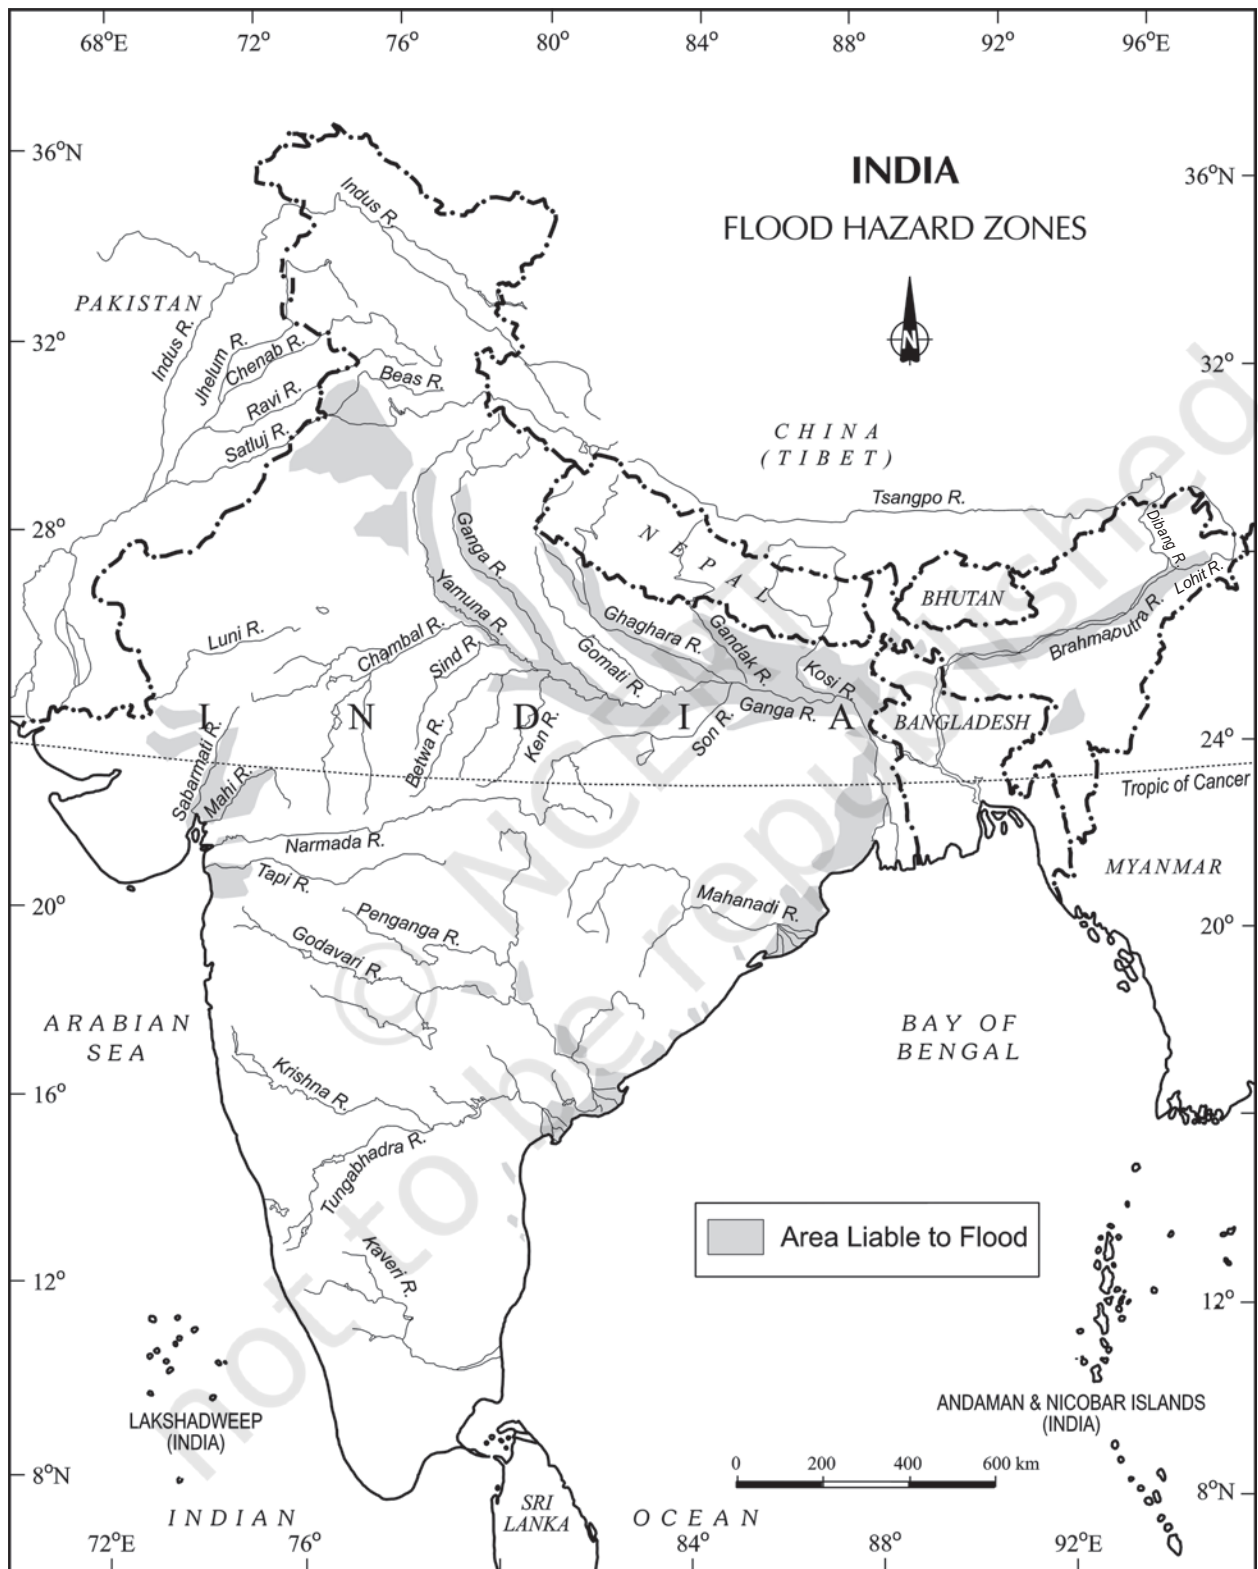 68°E 72° 76° 80° 84° 88° 92° 96°E
36°N
INDIA
36°N
FLOOD HAZARD ZONES
Indus R.
PAKISTAN
N
32°
Indus R.
Jhelum R.
Chenab R.
Beas R.
32°
Ravi R.
Satluj R.
CHINA
(TIBET)
Tsangpo R.
28°
Dibang R.
28°
Ganga R.
NEPAL
Lohit R.
Yamuna R.
BHUTAN
Brahmaputra R.
Luni R.
Chambal R.
Sind R.
Ghaghara R.
Gomati R.
Gandak R.
Kosi R.
Ganga R.
INDIA
BANGLADESH
Sabarmati R.
Mahi R.
Betwa R.
Ken R.
Son R.
24°
Tropic of Cancer
Narmada R.
Tapi R.
MYANMAR
20°
Penganga R.
Mahanadi R.
20°
Godavari R.
ARABIAN
SEA
BAY OF
BENGAL
16°
Krishna R.
Tungabhadra R.
Area Liable to Flood
12°
Kaveri R.
12°
LAKSHADWEEP
(INDIA)
ANDAMAN & NICOBAR ISLANDS
(INDIA)
0 200 400 600 km
8°N
8°N
SRI
LANKA
INDIAN OCEAN
72°E 76° 84° 88° 92°E
© NCERT
not to be republished